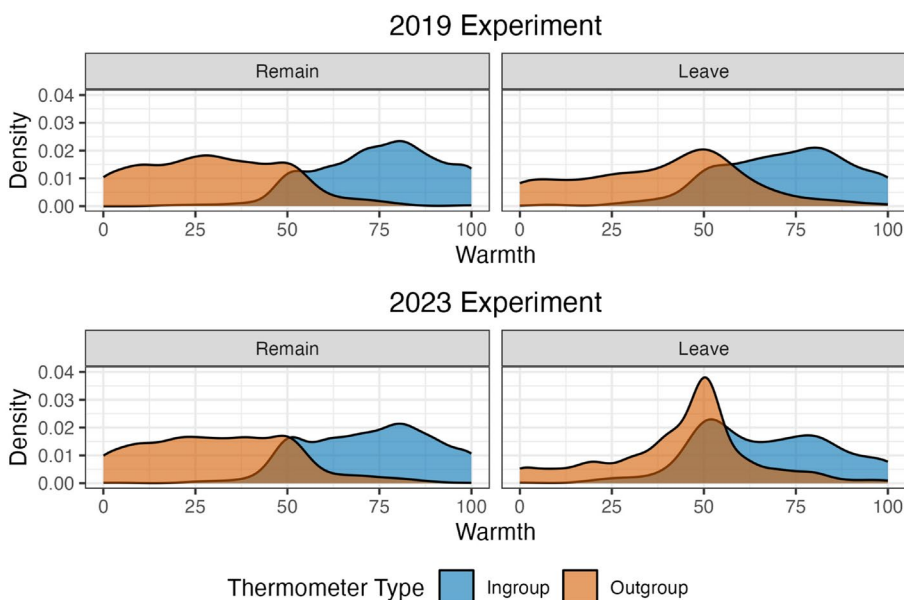 2019 Experiment
Remain Leave
0.04
0.03
0.02
0.01
0.00
Density
0 25 50 75 100 0 25 50 75 100
Warmth Warmth
2023 Experiment
Remain Leave
0.04
0.03
0.02
0.01
0.00
Density
0 25 50 75 100 0 25 50 75 100
Warmth Warmth
Thermometer Type Ingroup Outgroup